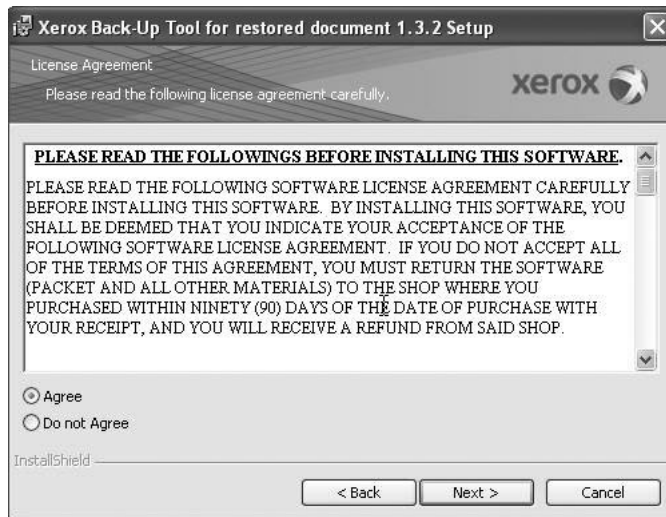 Xerox Back-Up Tool for restored document 1.3.2 Setup
License Agreement
Please read the following license agreement carefully.
xerox
PLEASE READ THE FOLLOWINGS BEFORE INSTALLING THIS SOFTWARE.
PLEASE READ THE FOLLOWING SOFTWARE LICENSE AGREEMENT CAREFULLY
BEFORE INSTALLING THIS SOFTWARE. BY INSTALLING THIS SOFTWARE, YOU
SHALL BE DEEMED THAT YOU INDICATE YOUR ACCEPTANCE OF THE
FOLLOWING SOFTWARE LICENSE AGREEMENT. IF YOU DO NOT ACCEPT ALL
OF THE TERMS OF THIS AGREEMENT, YOU MUST RETURN THE SOFTWARE
(PACKET AND ALL OTHER MATERIALS) TO THE SHOP WHERE YOU
PURCHASED WITHIN NINETY (90) DAYS OF THE DATE OF PURCHASE WITH
YOUR RECEIPT, AND YOU WILL RECEIVE A REFUND FROM SAID SHOP.
Agree
Do not Agree
InstallShield
< Back Next > Cancel